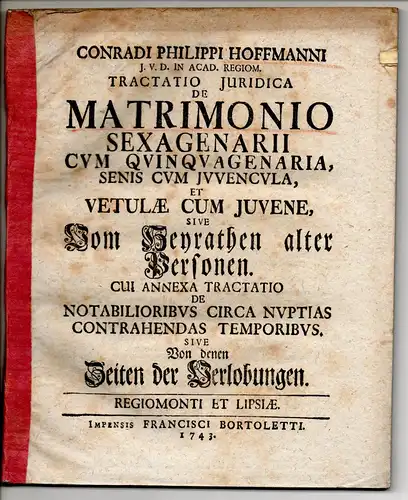 CONRADI PHILIPPI HOFFMANNI
J. V. D. IN ACAD. REGIOM.
TRACTATIO JURIDICA
DE
MATRIMONIO
SEXAGENARII
CVM QVINQVAGENARIA,
SENIS CVM JVVENCVLA,
ET
VETULÆ CUM JUVENE,
SIVE
Vom Heyrathen alter
Personen.
CUI ANNEXA TRACTATIO
DE
NOTABILIORIBVS CIRCA NVPTIAS
CONTRAHENDAS TEMPORIBVS,
SIVE
Von denen
Zeiten der Verlobungen.
REGIOMONTI ET LIPSIÆ.
IMPENSIS FRANCISCI BORTOLETTI.
1743.